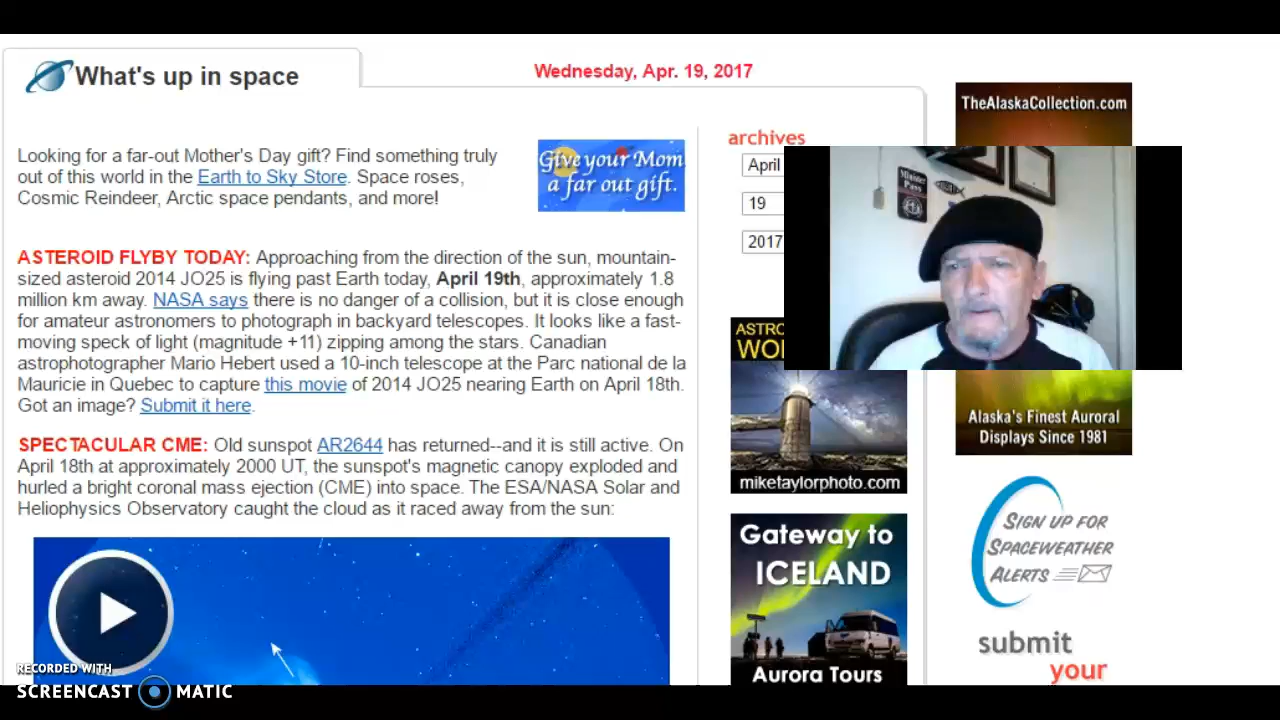 What's up in space
Wednesday, Apr. 19, 2017
Looking for a far-out Mother's Day gift? Find something truly
out of this world in the Earth to Sky Store. Space roses,
Cosmic Reindeer, Arctic space pendants, and more!
Give your Mom
a far out gift.
ASTEROID FLYBY TODAY: Approaching from the direction of the sun, mountain-
sized asteroid 2014 JO25 is flying past Earth today, April 19th, approximately 1.8
million km away. NASA says there is no danger of a collision, but it is close enough
for amateur astronomers to photograph in backyard telescopes. It looks like a fast-
moving speck of light (magnitude +11) zipping among the stars. Canadian
astrophotographer Mario Hebert used a 10-inch telescope at the Parc national de la
Mauricie in Quebec to capture this movie of 2014 JO25 nearing Earth on April 18th.
Got an image? Submit it here.
SPECTACULAR CME: Old sunspot AR2644 has returned--and it is still active. On
April 18th at approximately 2000 UT, the sunspot's magnetic canopy exploded and
hurled a bright coronal mass ejection (CME) into space. The ESA/NASA Solar and
Heliophysics Observatory caught the cloud as it raced away from the sun:
RECORDED WITH
SCREENCAST MATIC
archives
April
19
2017
ASTRO
WO
miketaylorphoto.com
Gateway to
ICELAND
Aurora Tours
TheAlaskaCollection.com
Minister
Pass
Alaska's Finest Auroral
Displays Since 1981
SIGN UP FOR
SPACEWEATHER
ALERTS
submit
your